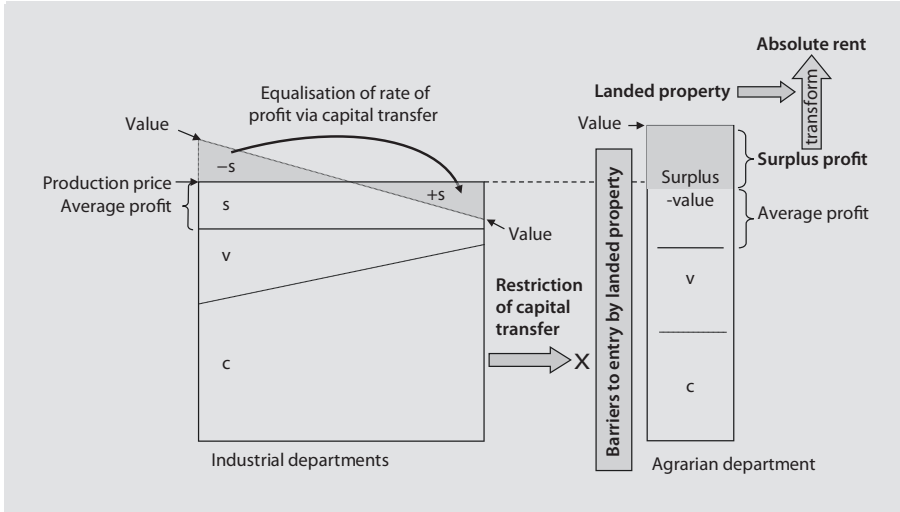 Absolute rent
Equalisation of rate of
profit via capital transfer
Landed property
transform
Value
Value
−s
Surplus profit
Production price
Average profit
s
+s
Surplus
-value
Average profit
Value
v
Restriction
of capital
transfer
Barriers to entry by landed property
v
X
c
c
Industrial departments
Agrarian department